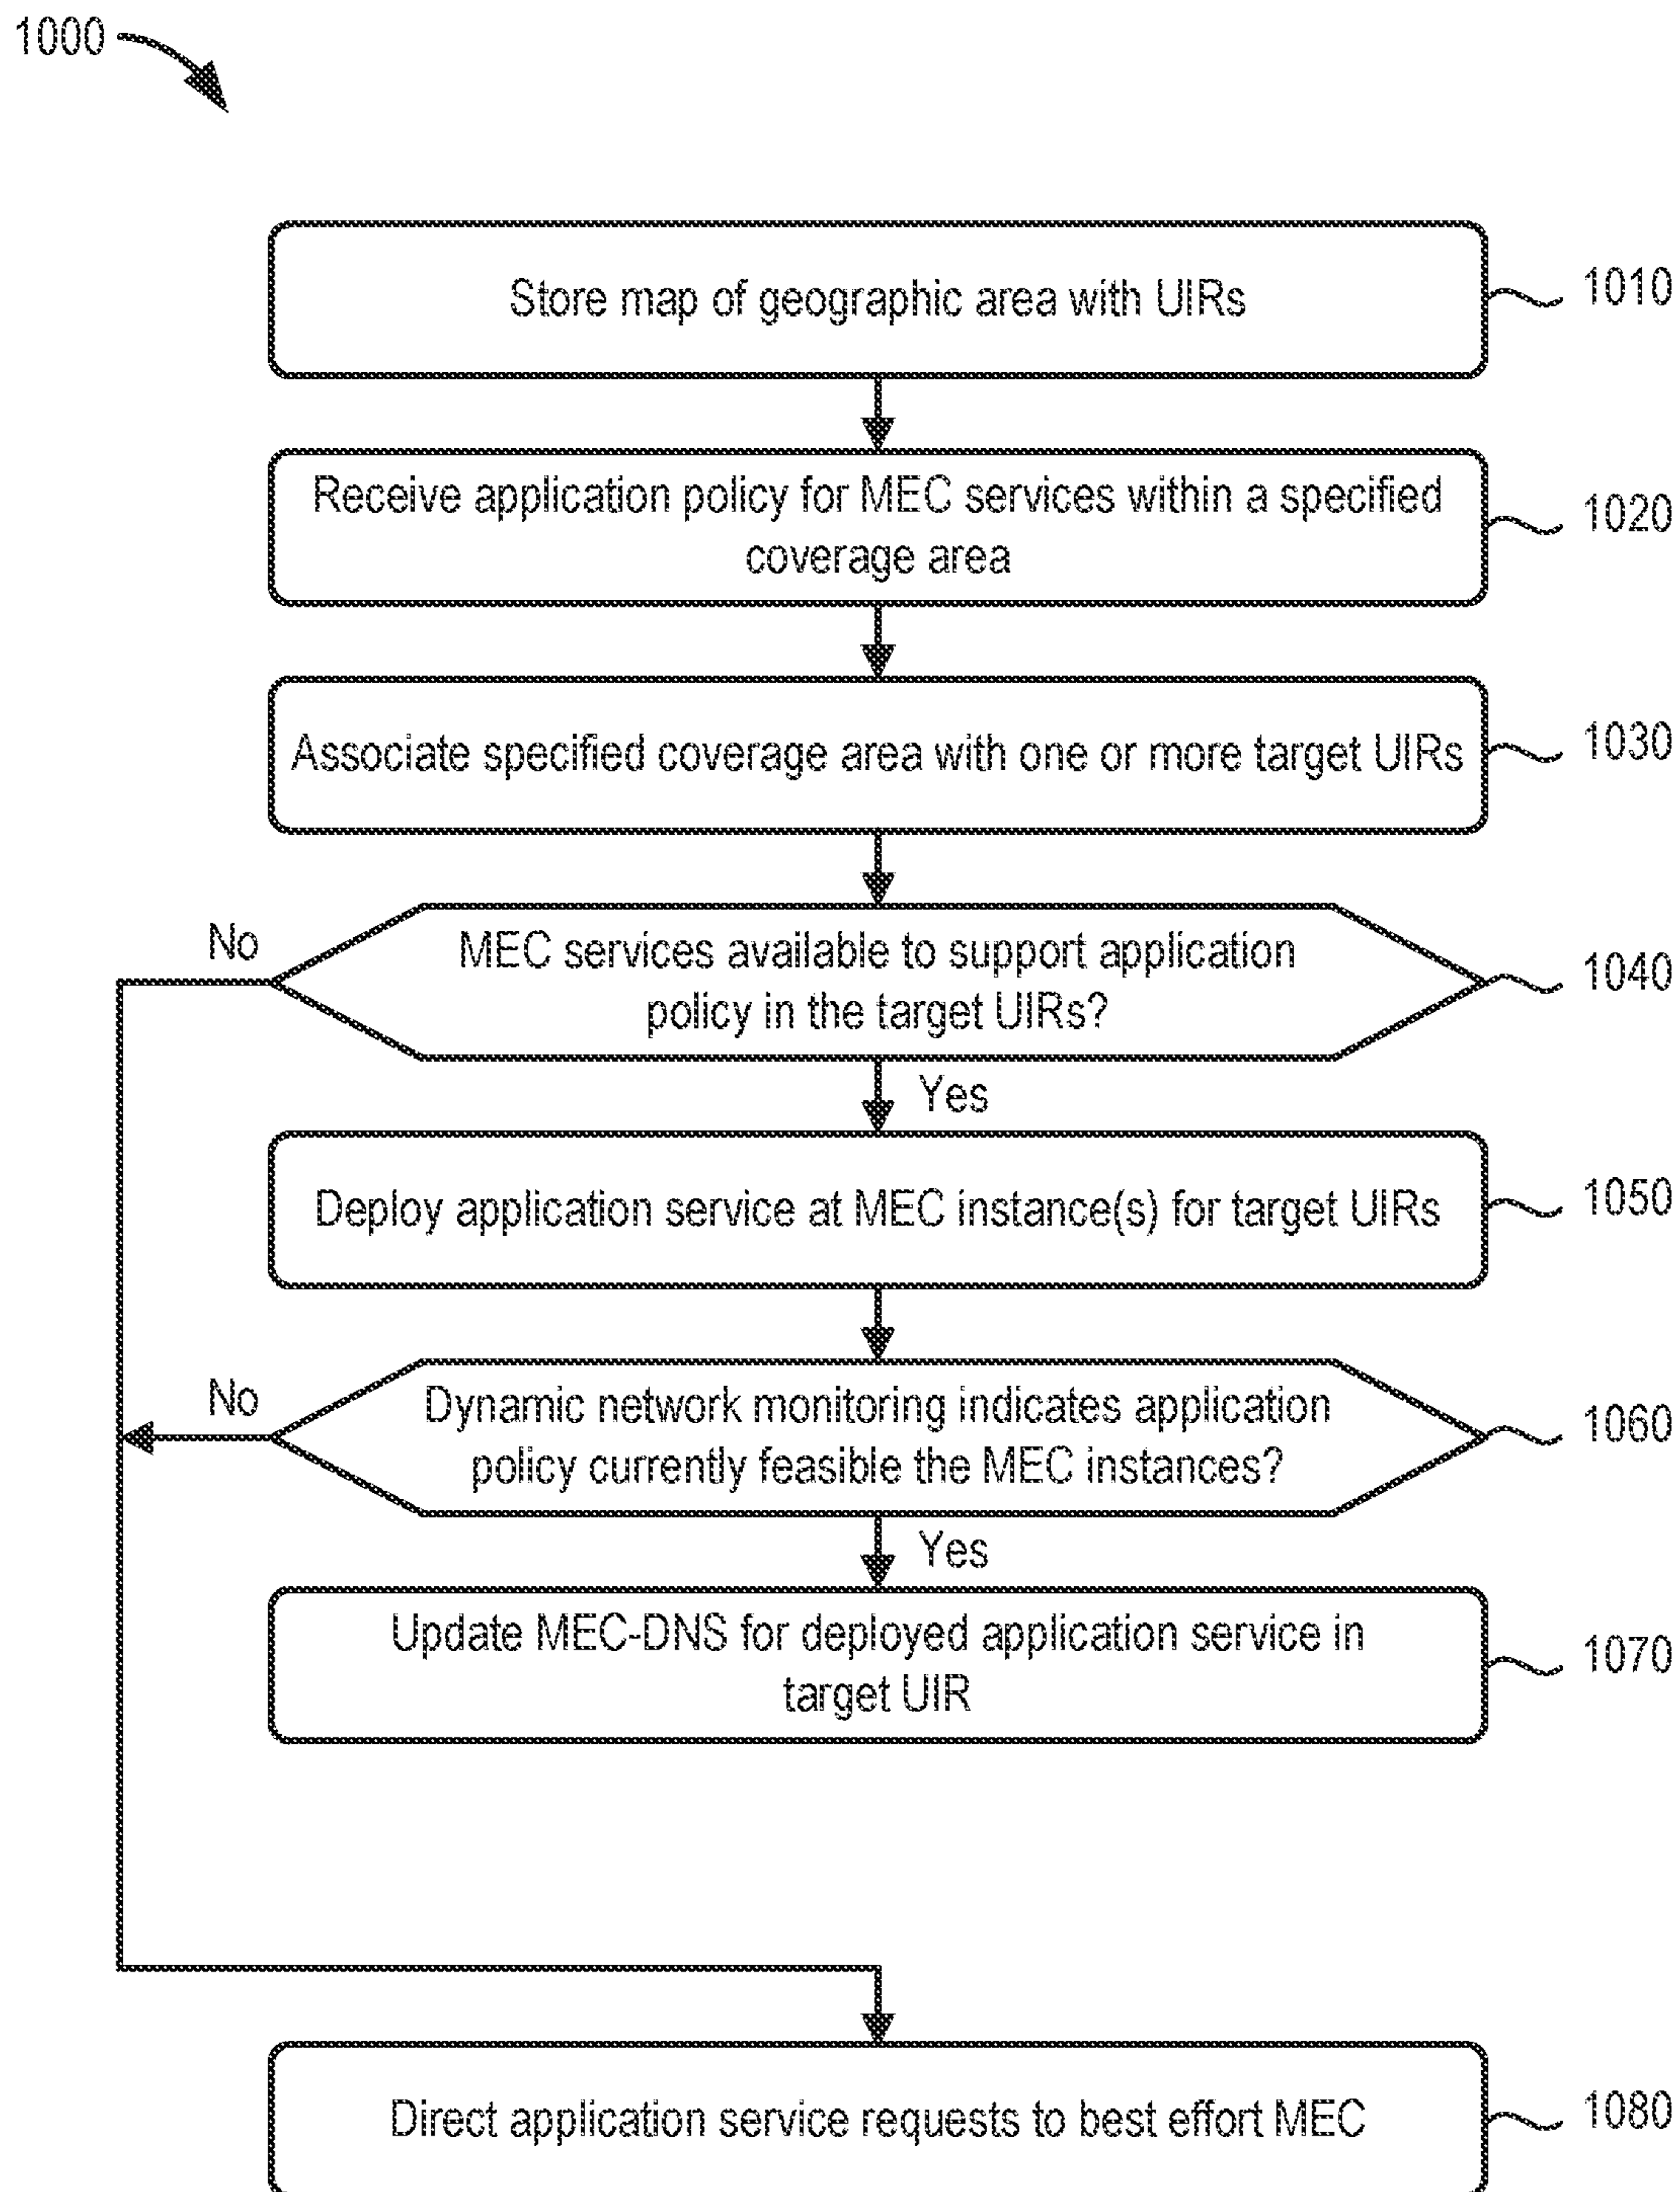 1000
Store map of geographic area with UIRs
1010
Receive application policy for MEC services within a specified
coverage area
1020
Associate specified coverage area with one or more target UIRs
1030
No
MEC services available to support application
policy in the target UIRs?
1040
Yes
Deploy application service at MEC instance(s) for target UIRs
1050
No
Dynamic network monitoring indicates application
policy currently feasible the MEC instances?
1060
Yes
Update MEC-DNS for deployed application service in
target UIR
1070
Direct application service requests to best effort MEC
1080